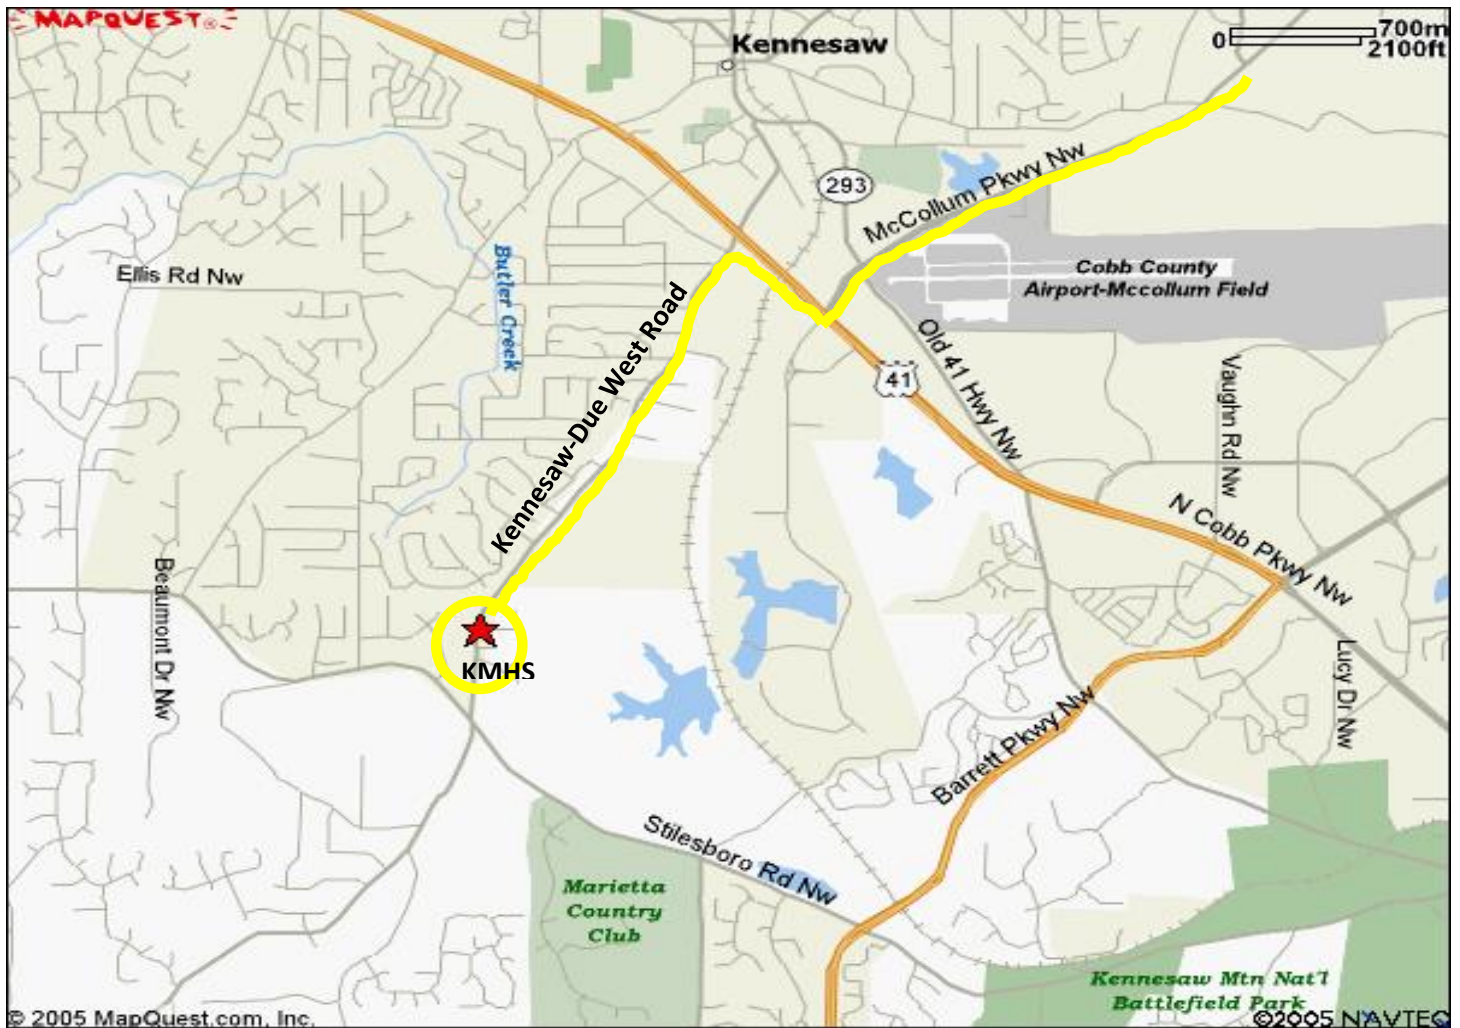 MAPQUEST
Kennesaw
0
700m
2100ft
293
McCollum Pkwy Nw
Ellis Rd Nw
Butler Creek
Cobb County
Airport-Mccollum Field
Kennesaw-Due West Road
Old 41 Hwy Nw
41
Vaughn Rd Nw
N Cobb Pkwy Nw
Beaumont Dr Nw
KMHS
Lucy Dr Nw
Barrett Pkwy Nw
Stilesboro Rd Nw
Marietta
Country
Club
Kennesaw Mtn Nat'l
Battlefield Park
© 2005 MapQuest.com, Inc.
©2005 NAVTEQ